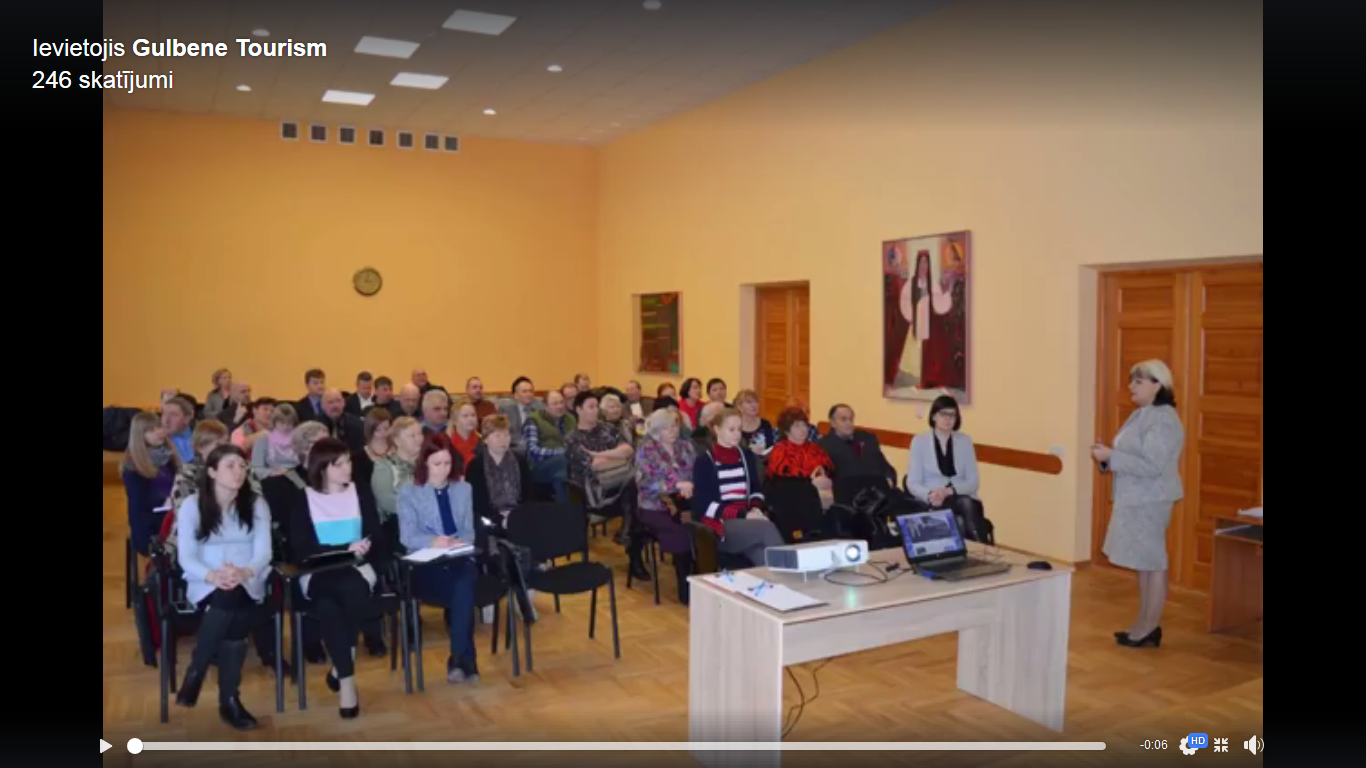 Ievietojis Gulbene Tourism
246 skatījumi
-0:06
HD